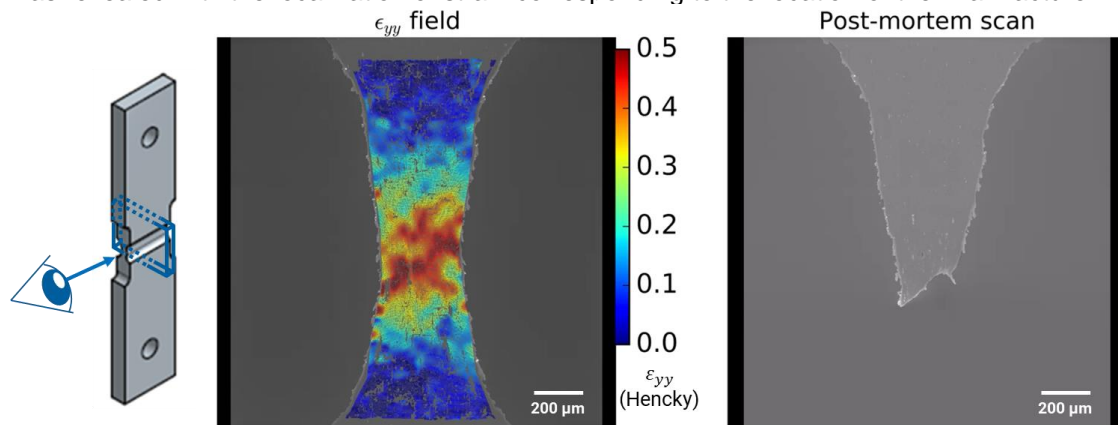 ϵ_yy field
Post-mortem scan
0.5
0.4
0.3
0.2
0.1
0.0
ε_yy
(Hencky)
200 µm
200 µm